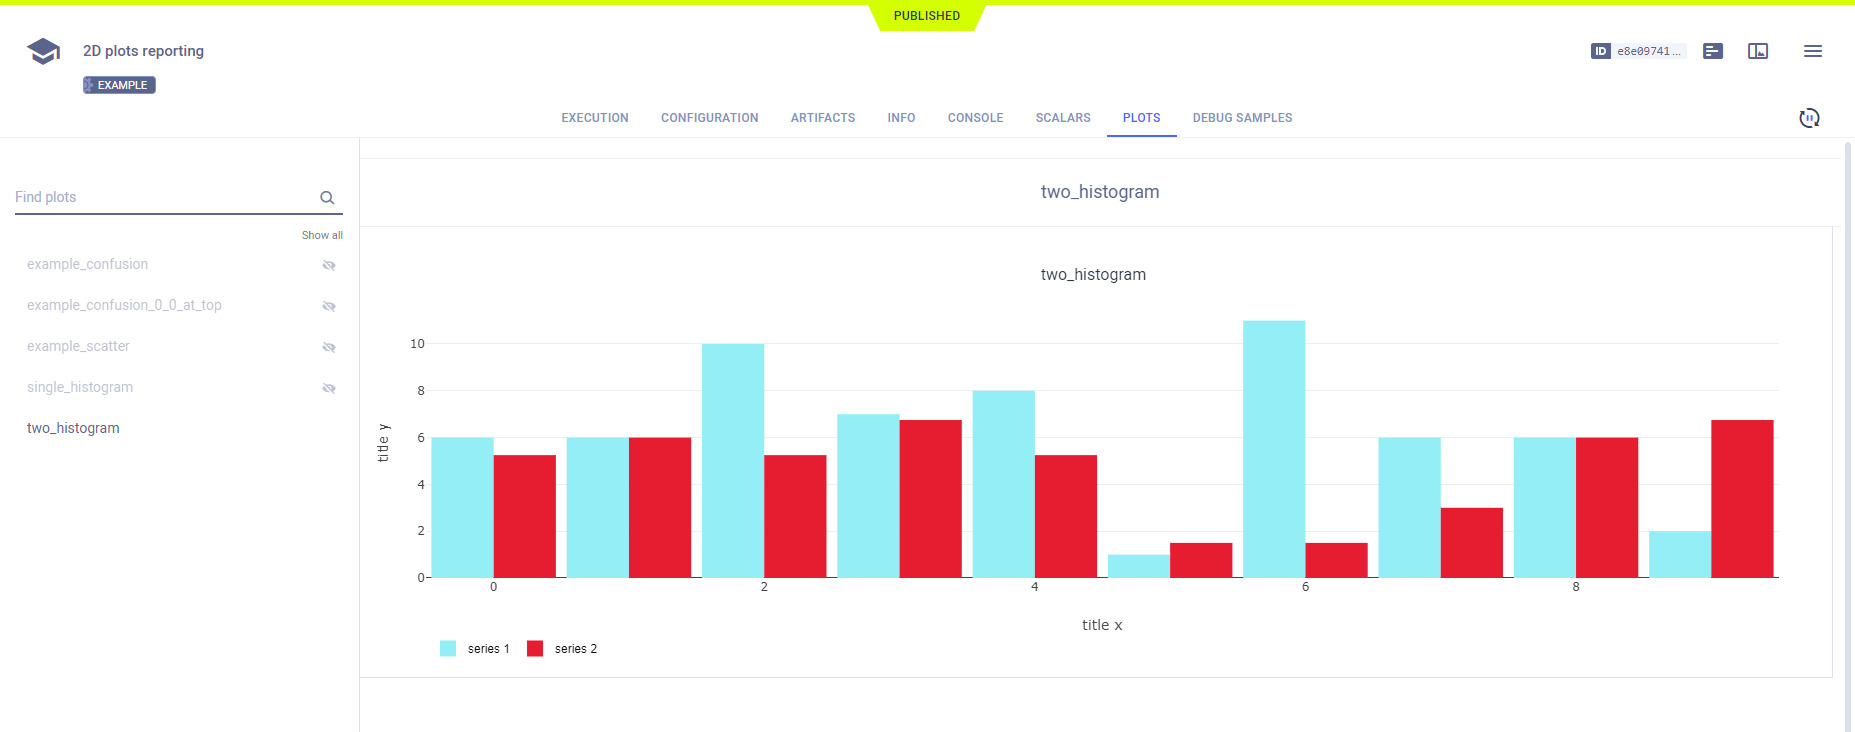 PUBLISHED
2D plots reporting
ID e8e09741...
EXAMPLE
EXECUTION CONFIGURATION ARTIFACTS INFO CONSOLE SCALARS PLOTS DEBUG SAMPLES
Find plots
Show all
example_confusion
example_confusion_0_0_at_top
example_scatter
single_histogram
two_histogram
two_histogram
two_histogram
10
8
6
4
2
0
title y
0 2 4 6 8
title x
series 1 series 2